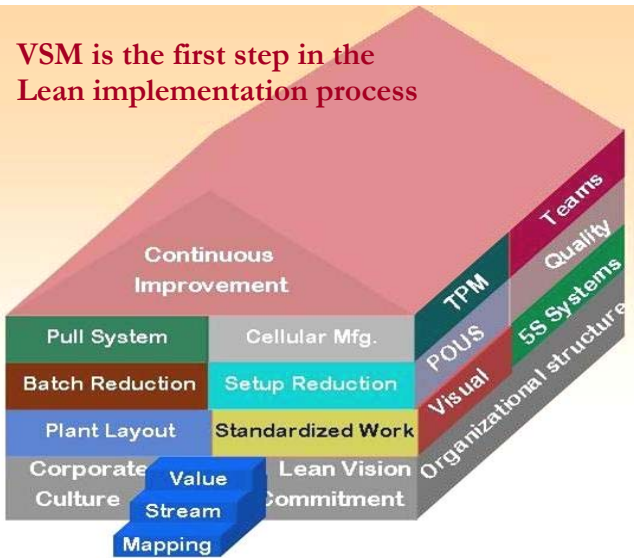 VSM is the first step in the
Lean implementation process
Continuous
Improvement
Pull System
Cellular Mfg.
Batch Reduction
Setup Reduction
Plant Layout
Standardized Work
Corporate
Culture
Lean Vision
Commitment
Value
Stream
Mapping
TPM
Teams
POUS
Quality
Visual
5S Systems
Organizational structure